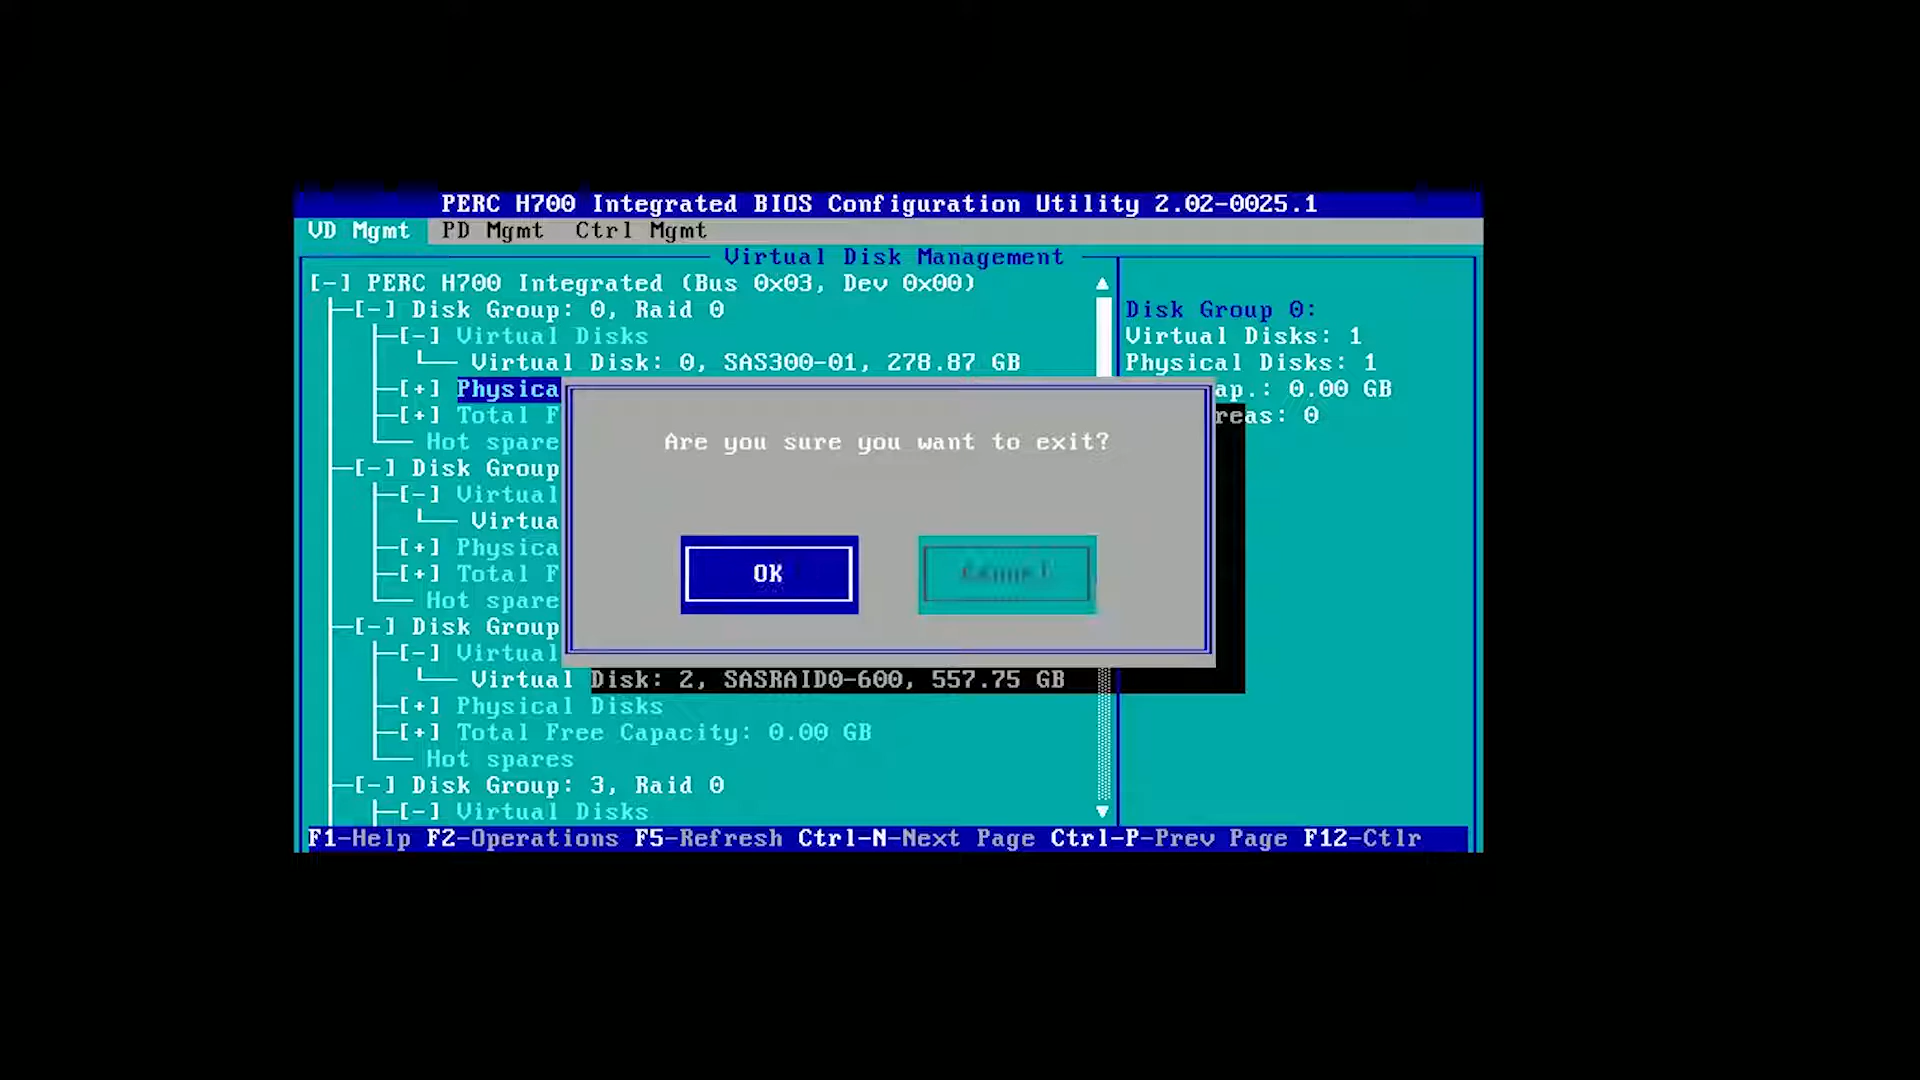 PERC H700 Integrated BIOS Configuration Utility 2.02-0025.1
VD Mgmt PD Mgmt Ctrl Mgmt
Virtual Disk Management
[-] PERC H700 Integrated (Bus 0x03, Dev 0x00)
[-] Disk Group: 0, Raid 0
[-] Virtual Disks
Virtual Disk: 0, SAS300-01, 278.87 GB
[+] Physica
[+] Total F
Hot spare
[-] Disk Group
[-] Virtual
Virtua
[+] Physica
[+] Total F
Hot spare
[-] Disk Group
[-] Virtual
Virtual Disk: 2, SASRAID0-600, 557.75 GB
[+] Physical Disks
[+] Total Free Capacity: 0.00 GB
Hot spares
[-] Disk Group: 3, Raid 0
[-] Virtual Disks
Disk Group 0:
Virtual Disks: 1
Physical Disks: 1
ap.: 0.00 GB
reas: 0
Are you sure you want to exit?
OK
F1-Help F2-Operations F5-Refresh Ctrl-N-Next Page Ctrl-P-Prev Page F12-Ctlr